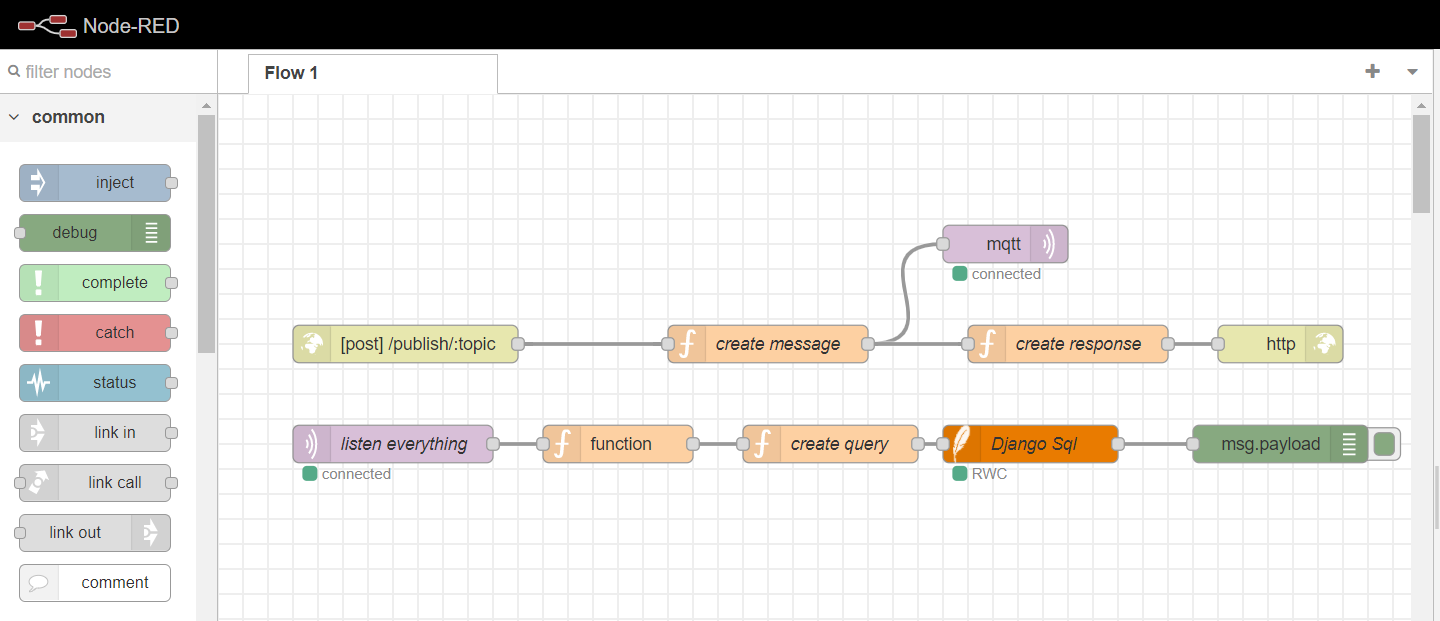 Node-RED
filter nodes
Flow 1
common
inject
debug
complete
catch
status
link in
link call
link out
comment
mqtt
connected
[post] /publish/:topic
create message
create response
http
listen everything
connected
function
create query
Django Sql
RWC
msg.payload